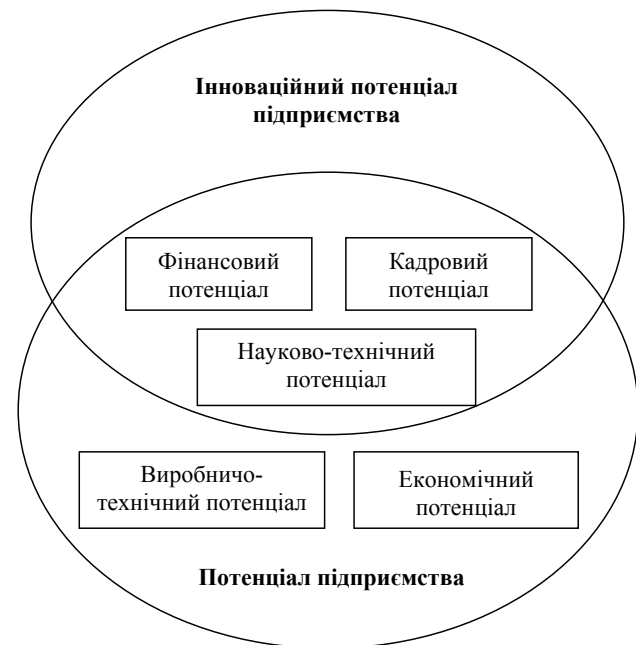 Інноваційний потенціал
підприємства
Фінансовий
потенціал
Кадровий
потенціал
Науково-технічний
потенціал
Виробничо-
технічний потенціал
Економічний
потенціал
Потенціал підприємства